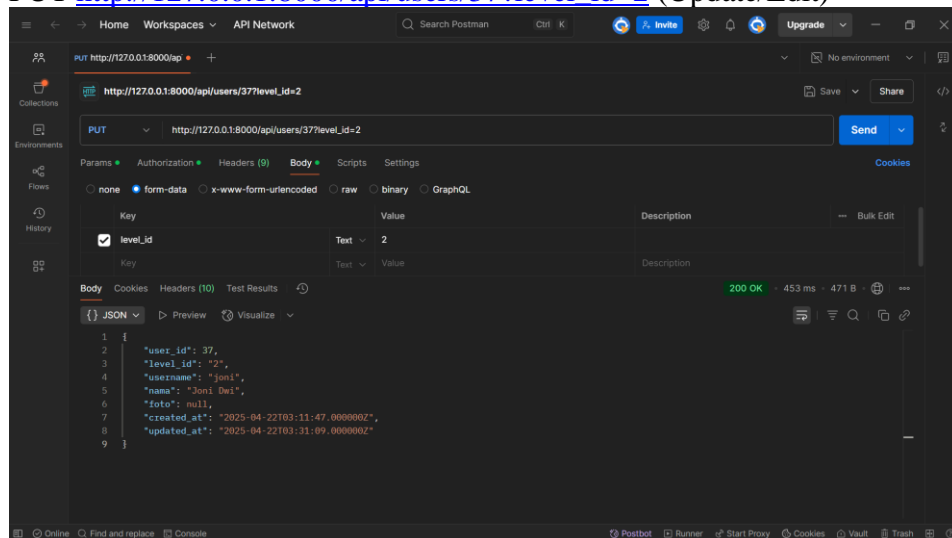 PUT http://127.0.0.1:8000/api/users/37?level_id=2 (Update/Edit)
Home Workspaces API Network Search Postman Ctrl K Invite Upgrade
PUT http://127.0.0.1:8000/ap No environment
Collections
HTTP http://127.0.0.1:8000/api/users/37?level_id=2 Save Share
Environments
PUT http://127.0.0.1:8000/api/users/37?level_id=2 Send
Params Authorization Headers (9) Body Scripts Settings Cookies
Flows
none form-data x-www-form-urlencoded raw binary GraphQL
History
Key Value Description Bulk Edit
level_id Text 2
Key Text Value Description
Body Cookies Headers (10) Test Results 200 OK 453 ms 471 B
{} JSON Preview Visualize
1 {
2 "user_id": 37,
3 "level_id": "2",
4 "username": "joni",
5 "nama": "Joni Dwi",
6 "foto": null,
7 "created_at": "2025-04-22T03:11:47.000000Z",
8 "updated_at": "2025-04-22T03:31:09.000000Z"
9 }
Online Find and replace Console Postbot Runner Start Proxy Cookies Vault Trash